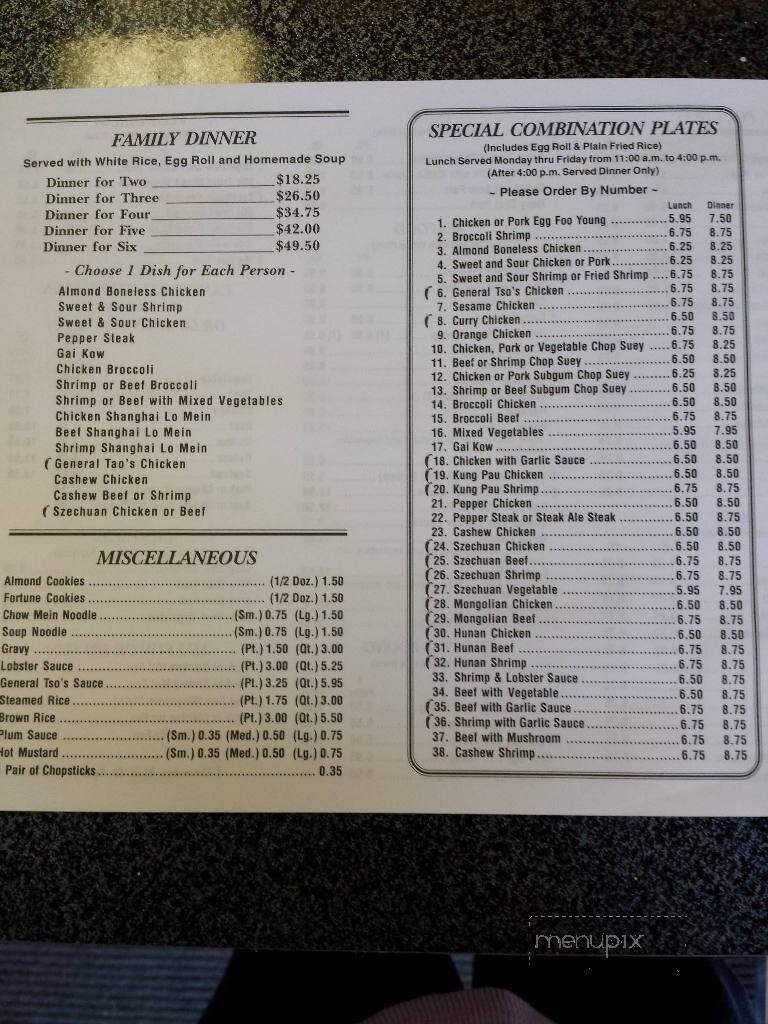 FAMILY DINNER
Served with White Rice, Egg Roll and Homemade Soup
Dinner for Two $18.25
Dinner for Three $26.50
Dinner for Four $34.75
Dinner for Five $42.00
Dinner for Six $49.50
- Choose 1 Dish for Each Person -
Almond Boneless Chicken
Sweet & Sour Shrimp
Sweet & Sour Chicken
Pepper Steak
Gai Kow
Chicken Broccoli
Shrimp or Beef Broccoli
Shrimp or Beef with Mixed Vegetables
Chicken Shanghai Lo Mein
Beef Shanghai Lo Mein
Shrimp Shanghai Lo Mein
General Tao's Chicken
Cashew Chicken
Cashew Beef or Shrimp
Szechuan Chicken or Beef
MISCELLANEOUS
Almond Cookies (1/2 Doz.) 1.50
Fortune Cookies (1/2 Doz.) 1.50
Chow Mein Noodle (Sm.) 0.75 (Lg.) 1.50
Soup Noodle (Sm.) 0.75 (Lg.) 1.50
Gravy (Pt.) 1.50 (Qt.) 3.00
Lobster Sauce (Pt.) 3.00 (Qt.) 5.25
General Tso's Sauce (Pt.) 3.25 (Qt.) 5.95
Steamed Rice (Pt.) 1.75 (Qt.) 3.00
Brown Rice (Pt.) 3.00 (Qt.) 5.50
Plum Sauce (Sm.) 0.35 (Med.) 0.50 (Lg.) 0.75
Hot Mustard (Sm.) 0.35 (Med.) 0.50 (Lg.) 0.75
Pair of Chopsticks 0.35
SPECIAL COMBINATION PLATES
(Includes Egg Roll & Plain Fried Rice)
Lunch Served Monday thru Friday from 11:00 a.m. to 4:00 p.m.
(After 4:00 p.m. Served Dinner Only)
~ Please Order By Number ~
Lunch Dinner
1. Chicken or Pork Egg Foo Young 5.95 7.50
2. Broccoli Shrimp 6.75 8.75
3. Almond Boneless Chicken 6.25 8.25
4. Sweet and Sour Chicken or Pork 6.25 8.25
5. Sweet and Sour Shrimp or Fried Shrimp 6.75 8.75
6. General Tso's Chicken 6.75 8.75
7. Sesame Chicken 6.75 8.75
8. Curry Chicken 6.50 8.50
9. Orange Chicken 6.75 8.75
10. Chicken, Pork or Vegetable Chop Suey 6.75 8.25
11. Beef or Shrimp Chop Suey 6.50 8.50
12. Chicken or Pork Subgum Chop Suey 6.25 8.25
13. Shrimp or Beef Subgum Chop Suey 6.50 8.50
14. Broccoli Chicken 6.50 8.50
15. Broccoli Beef 6.75 8.75
16. Mixed Vegetables 5.95 7.95
17. Gai Kow 6.50 8.50
18. Chicken with Garlic Sauce 6.50 8.50
19. Kung Pau Chicken 6.50 8.50
20. Kung Pau Shrimp 6.75 8.75
21. Pepper Chicken 6.50 8.50
22. Pepper Steak or Steak Ale Steak 6.50 8.75
23. Cashew Chicken 6.50 8.50
24. Szechuan Chicken 6.50 8.50
25. Szechuan Beef 6.75 8.75
26. Szechuan Shrimp 6.75 8.75
27. Szechuan Vegetable 5.95 7.95
28. Mongolian Chicken 6.50 8.50
29. Mongolian Beef 6.75 8.75
30. Hunan Chicken 6.50 8.50
31. Hunan Beef 6.75 8.75
32. Hunan Shrimp 6.75 8.75
33. Shrimp & Lobster Sauce 6.50 8.75
34. Beef with Vegetable 6.50 8.75
35. Beef with Garlic Sauce 6.75 8.75
36. Shrimp with Garlic Sauce 6.75 8.75
37. Beef with Mushroom 6.75 8.75
38. Cashew Shrimp 6.75 8.75
menupix